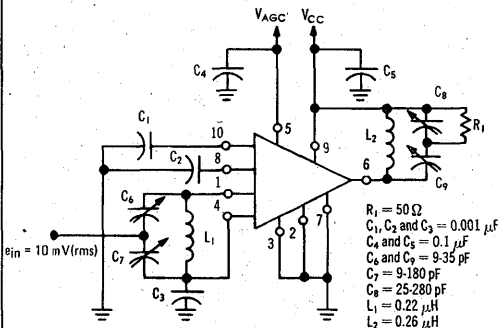 V_AGC
V_CC
C4
C5
C1
10
5
9
C8
R1
L2
C2
8
6
C9
C6
1
4
L1
e_in = 10 mV(rms)
C7
3
2
7
C3
R1 = 50 Ω
C1, C2 and C3 = 0.001 μF
C4 and C5 = 0.1 μF
C6 and C9 = 9-35 pF
C7 = 9-180 pF
C8 = 25-280 pF
L1 = 0.22 μH
L2 = 0.26 μH